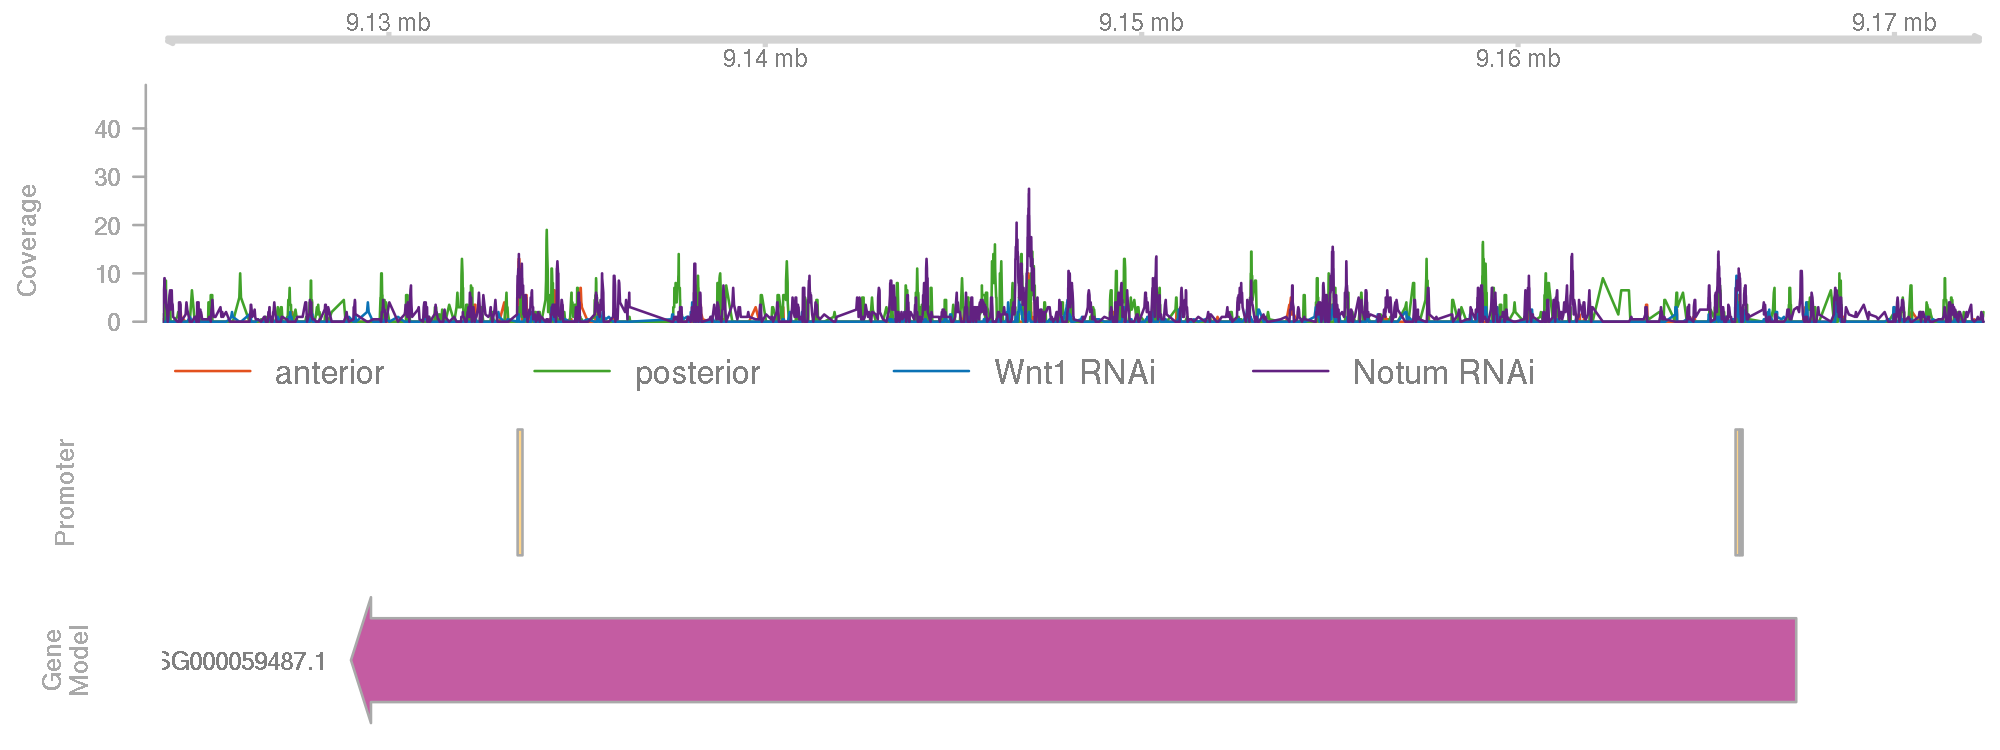 9.13 mb 9.15 mb 9.17 mb
9.14 mb 9.16 mb
Coverage
40
30
20
10
0
anterior posterior Wnt1 RNAi Notum RNAi
Promoter
Gene
Model
SG000059487.1